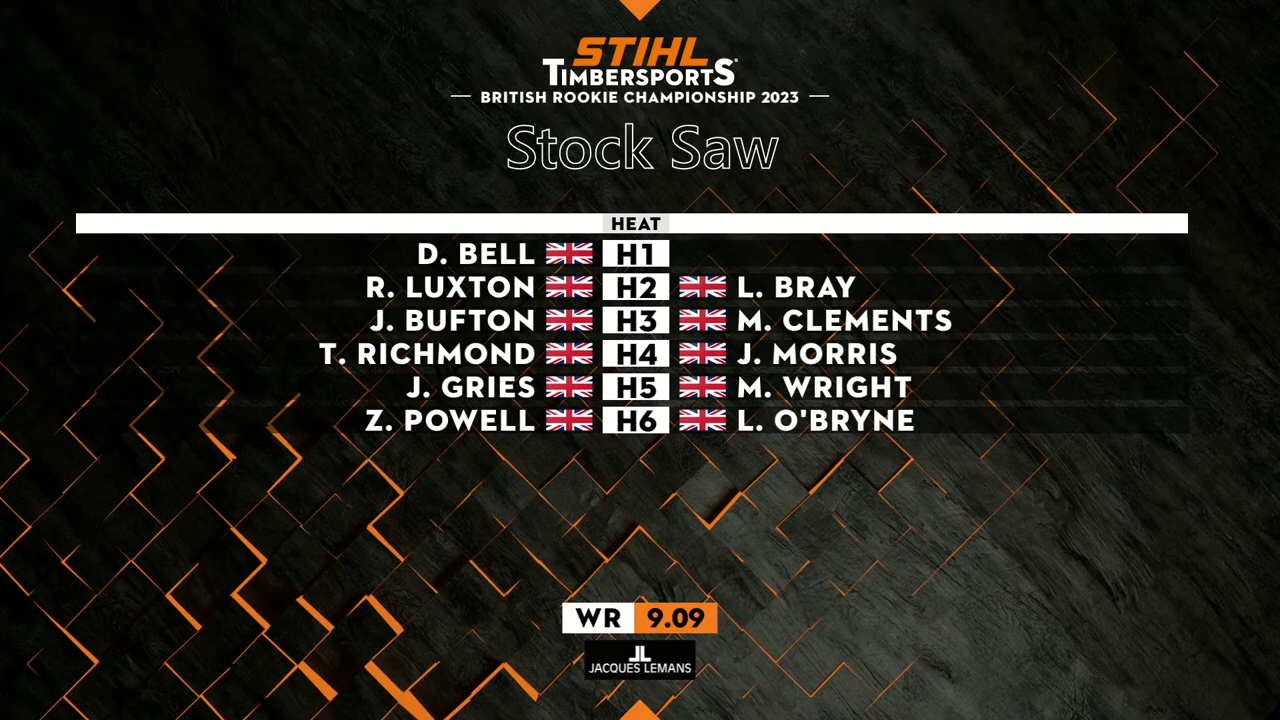 STIHL
TIMBERSPORTS®
BRITISH ROOKIE CHAMPIONSHIP 2023
Stock Saw
HEAT
D. BELL H1
R. LUXTON H2 L. BRAY
J. BUFTON H3 M. CLEMENTS
T. RICHMOND H4 J. MORRIS
J. GRIES H5 M. WRIGHT
Z. POWELL H6 L. O'BRYNE
WR 9.09
JL
JACQUES LEMANS